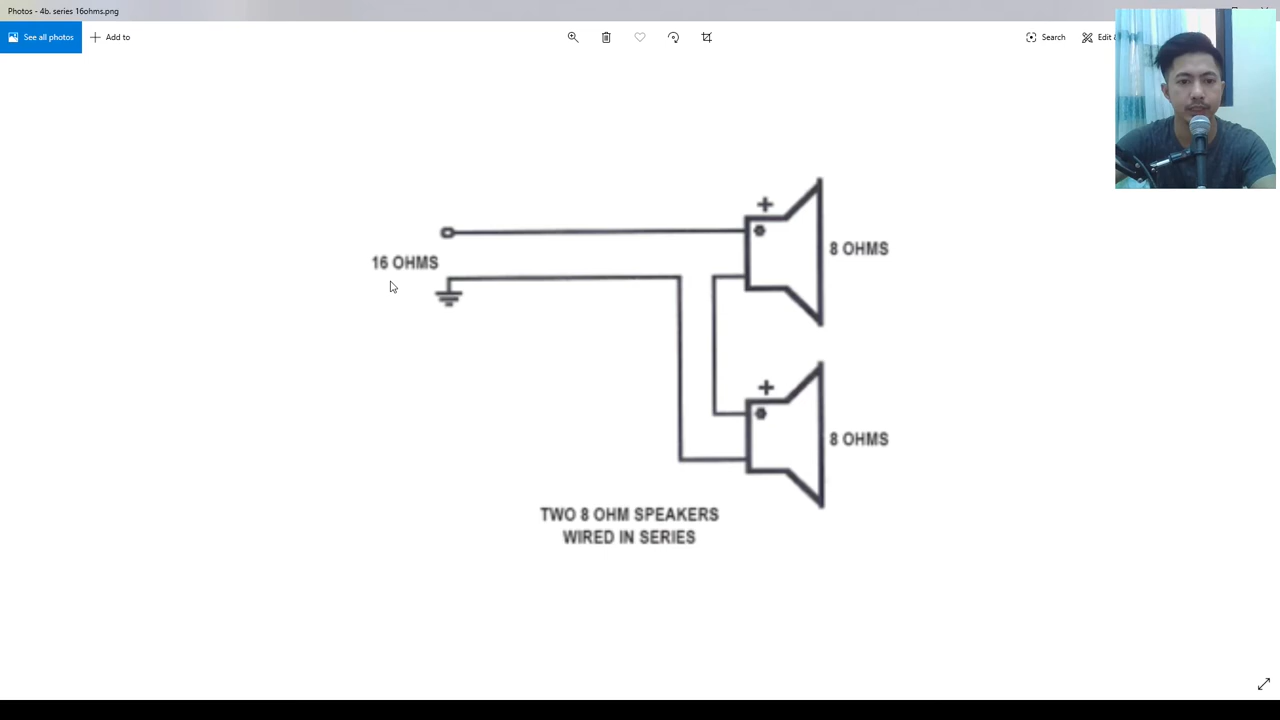 Photos - 4b. series 16ohms.png
See all photos
Add to
Search
Edit &
+
8 OHMS
16 OHMS
+
8 OHMS
TWO 8 OHM SPEAKERS
WIRED IN SERIES